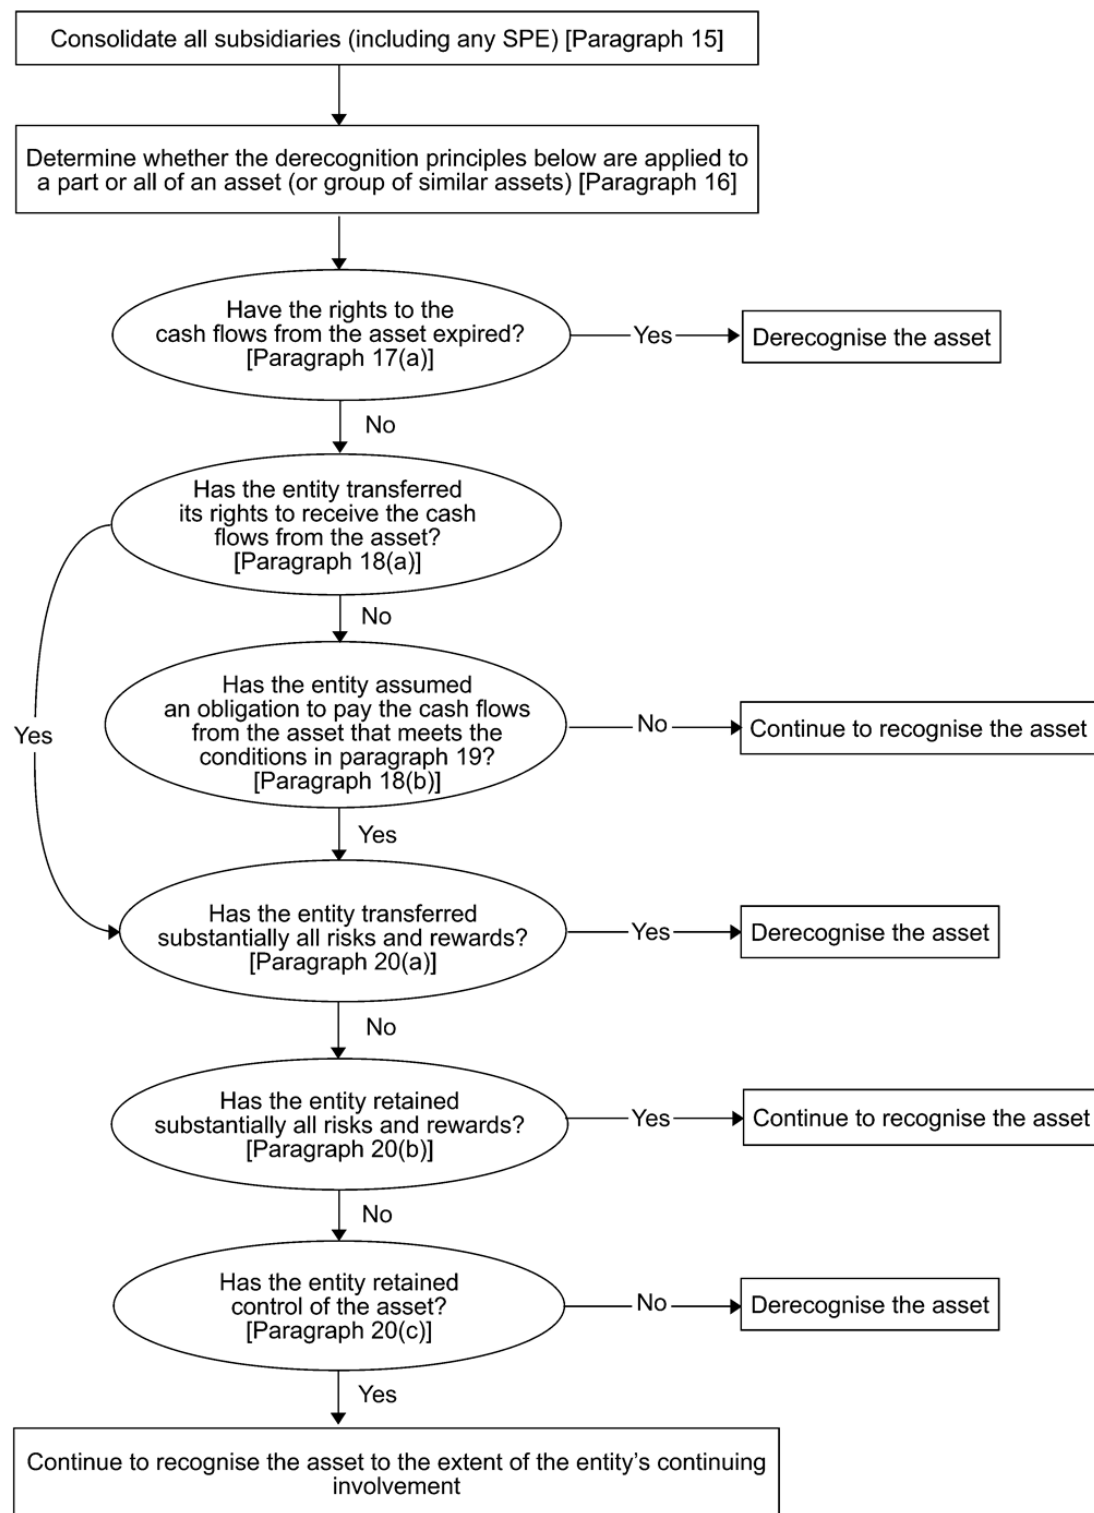 Consolidate all subsidiaries (including any SPE) [Paragraph 15]
Determine whether the derecognition principles below are applied to
a part or all of an asset (or group of similar assets) [Paragraph 16]
Have the rights to the
cash flows from the asset expired?
[Paragraph 17(a)]
Yes
Derecognise the asset
No
Has the entity transferred
its rights to receive the cash
flows from the asset?
[Paragraph 18(a)]
No
Yes
Has the entity assumed
an obligation to pay the cash flows
from the asset that meets the
conditions in paragraph 19?
[Paragraph 18(b)]
No
Continue to recognise the asset
Yes
Has the entity transferred
substantially all risks and rewards?
[Paragraph 20(a)]
Yes
Derecognise the asset
No
Has the entity retained
substantially all risks and rewards?
[Paragraph 20(b)]
Yes
Continue to recognise the asset
No
Has the entity retained
control of the asset?
[Paragraph 20(c)]
No
Derecognise the asset
Yes
Continue to recognise the asset to the extent of the entity’s continuing
involvement